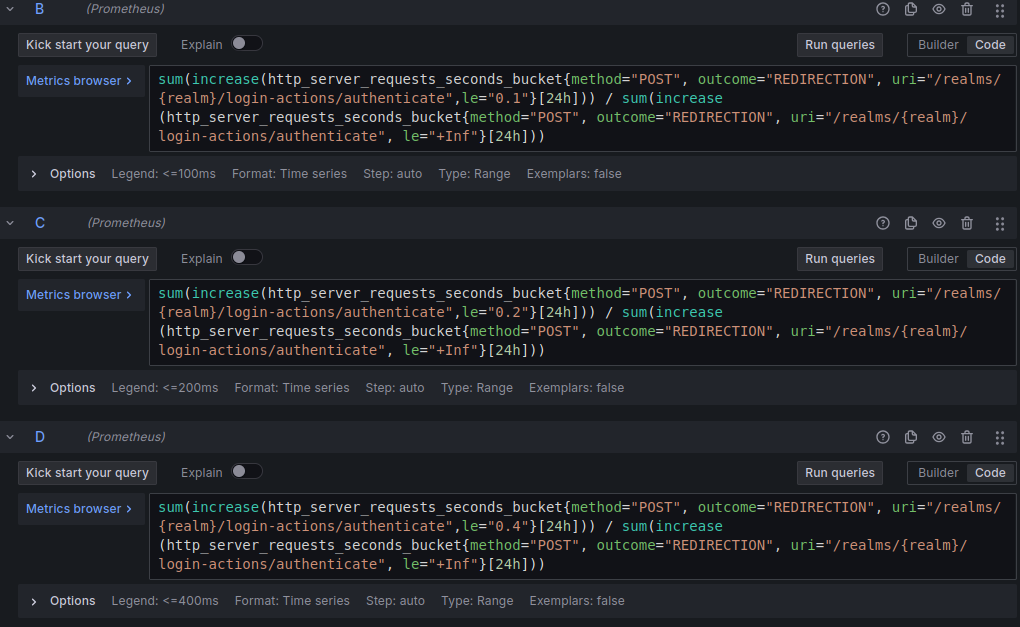 B (Prometheus)
Kick start your query Explain Run queries Builder Code
Metrics browser >
sum(increase(http_server_requests_seconds_bucket{method="POST", outcome="REDIRECTION", uri="/realms/
{realm}/login-actions/authenticate",le="0.1"}[24h])) / sum(increase
(http_server_requests_seconds_bucket{method="POST", outcome="REDIRECTION", uri="/realms/{realm}/
login-actions/authenticate", le="+Inf"}[24h]))
> Options Legend: <=100ms Format: Time series Step: auto Type: Range Exemplars: false
C (Prometheus)
Kick start your query Explain Run queries Builder Code
Metrics browser >
sum(increase(http_server_requests_seconds_bucket{method="POST", outcome="REDIRECTION", uri="/realms/
{realm}/login-actions/authenticate",le="0.2"}[24h])) / sum(increase
(http_server_requests_seconds_bucket{method="POST", outcome="REDIRECTION", uri="/realms/{realm}/
login-actions/authenticate", le="+Inf"}[24h]))
> Options Legend: <=200ms Format: Time series Step: auto Type: Range Exemplars: false
D (Prometheus)
Kick start your query Explain Run queries Builder Code
Metrics browser >
sum(increase(http_server_requests_seconds_bucket{method="POST", outcome="REDIRECTION", uri="/realms/
{realm}/login-actions/authenticate",le="0.4"}[24h])) / sum(increase
(http_server_requests_seconds_bucket{method="POST", outcome="REDIRECTION", uri="/realms/{realm}/
login-actions/authenticate", le="+Inf"}[24h]))
> Options Legend: <=400ms Format: Time series Step: auto Type: Range Exemplars: false